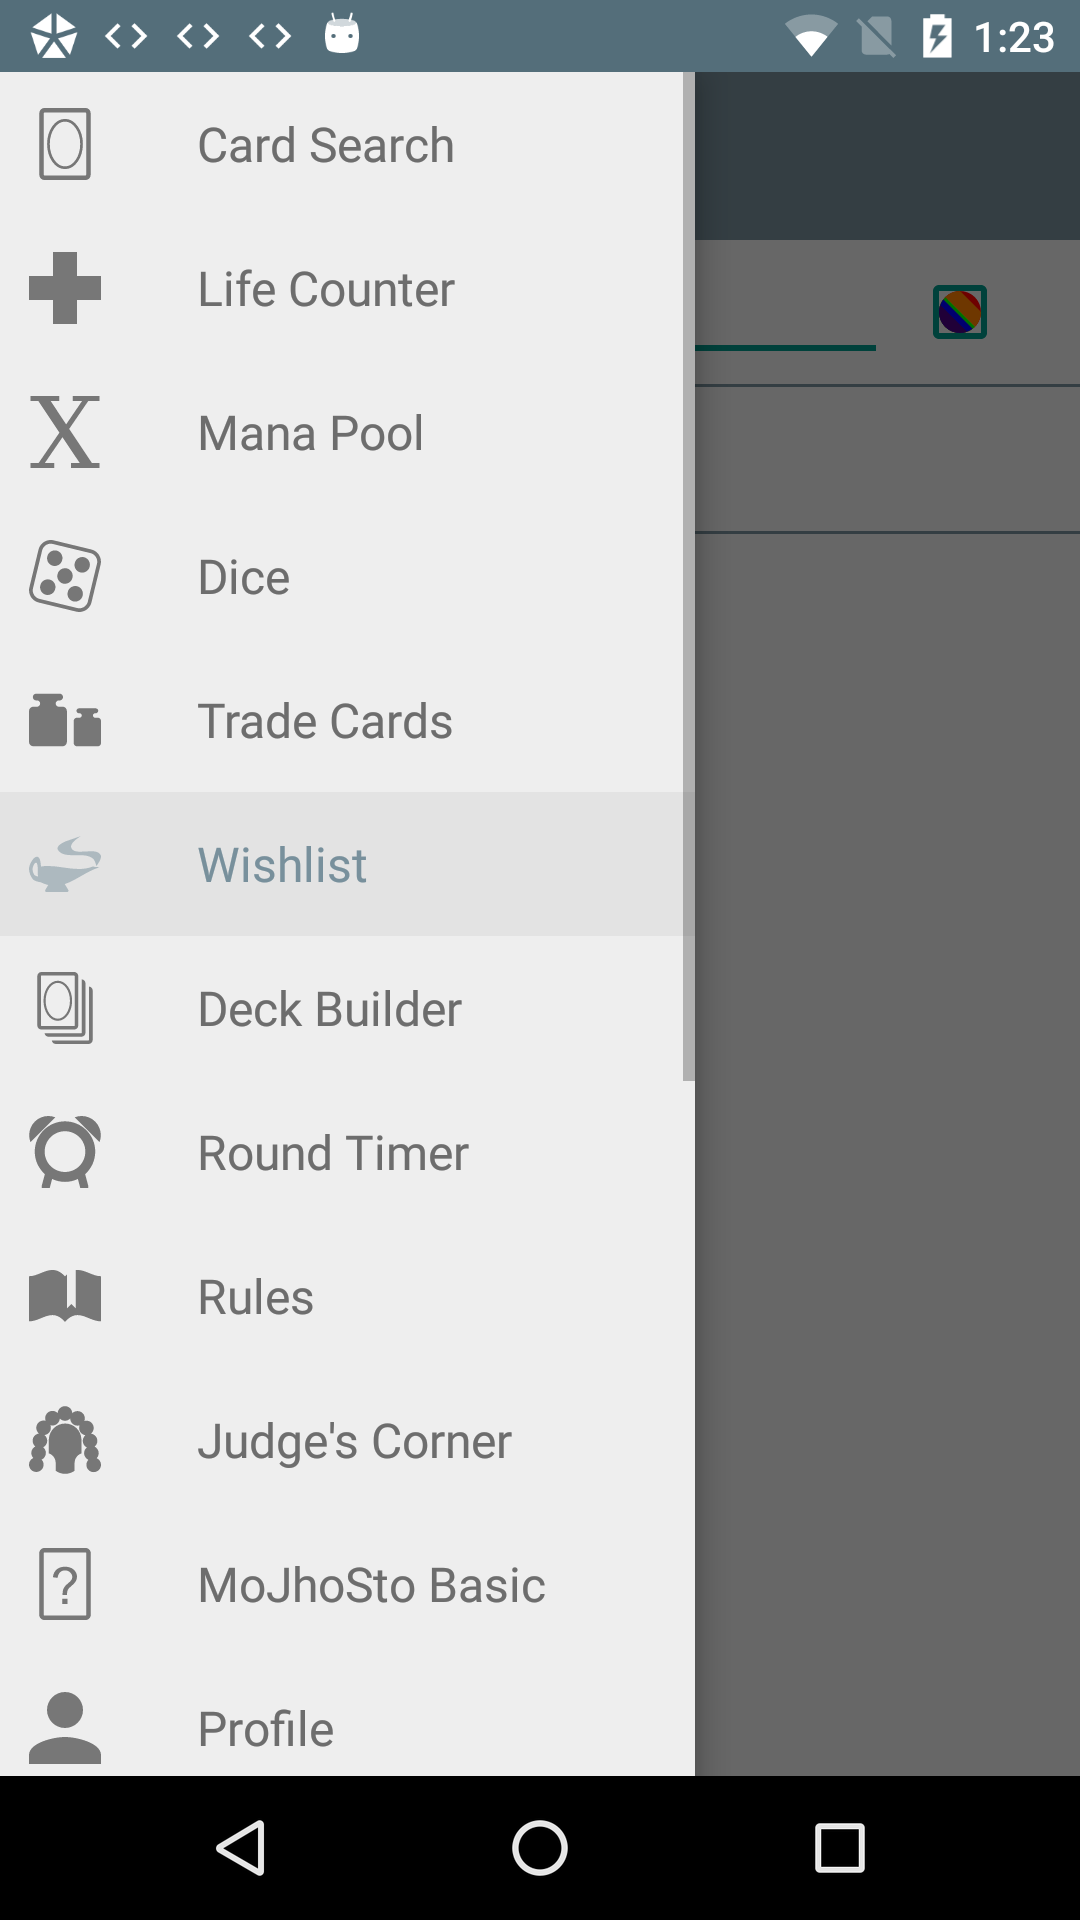 1:23
Card Search
Life Counter
X Mana Pool
Dice
Trade Cards
Wishlist
Deck Builder
Round Timer
Rules
Judge's Corner
? MoJhoSto Basic
Profile